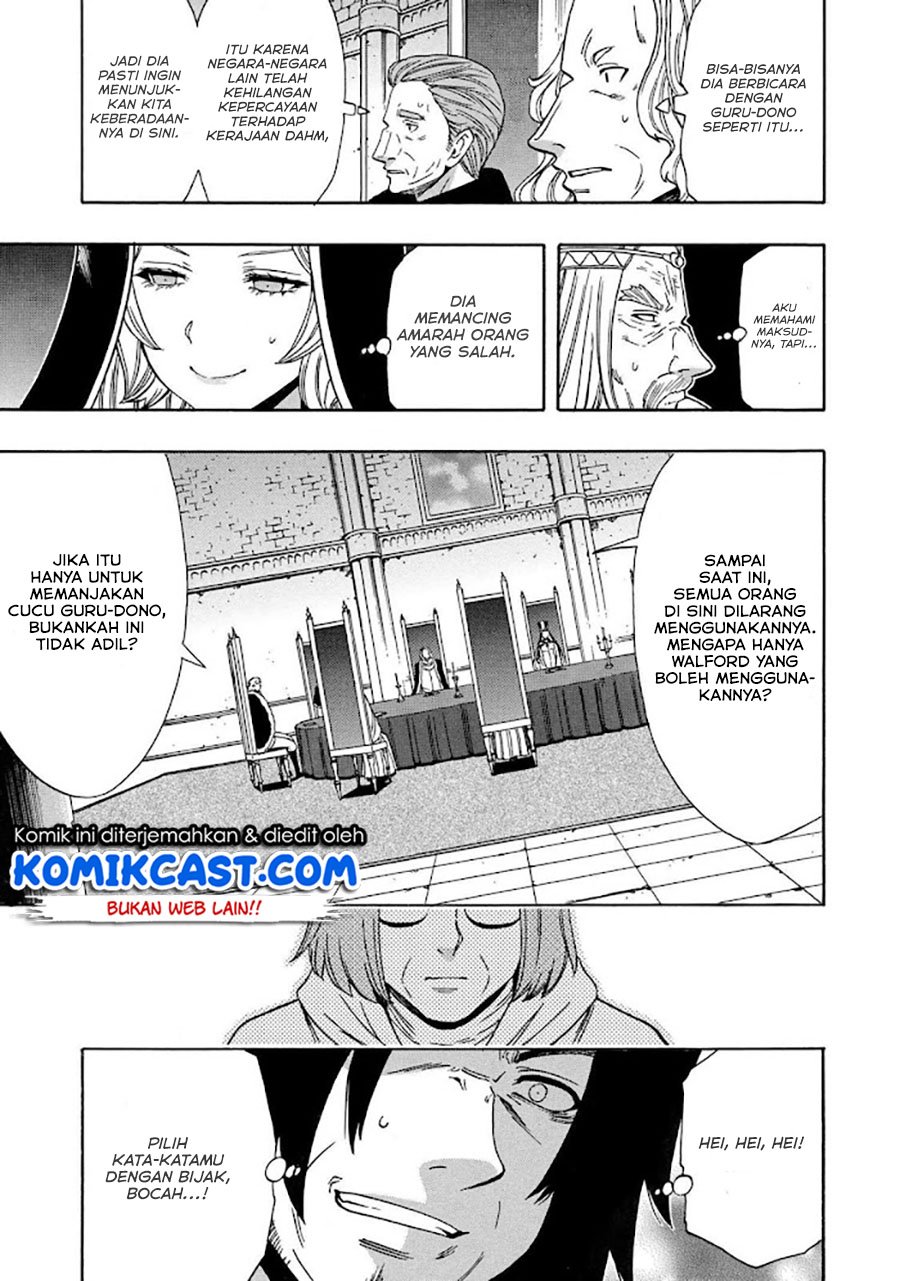 BISA-BISANYA
DIA BERBICARA
DENGAN
GURU-DONO
SEPERTI ITU...
ITU KARENA
NEGARA-NEGARA
LAIN TELAH
KEHILANGAN
KEPERCAYAAN
TERHADAP
KERAJAAN DAHM,
JADI DIA
PASTI INGIN
MENUNJUK-
KAN KITA
KEBERADAAN-
NYA DI SINI.
AKU
MEMAHAMI
MAKSUD-
NYA, TAPI...
DIA
MEMANCING
AMARAH ORANG
YANG SALAH.
SAMPAI
SAAT INI,
SEMUA ORANG
DI SINI DILARANG
MENGGUNAKANNYA.
MENGAPA HANYA
WALFORD YANG
BOLEH MENGGUNA-
KANNYA?
JIKA ITU
HANYA UNTUK
MEMANJAKAN
CUCU GURU-DONO,
BUKANKAH INI
TIDAK ADIL?
Komik ini diterjemahkan & diedit oleh
KOMIKCAST.COM
BUKAN WEB LAIN!!
HEI, HEI, HEI!
PILIH
KATA-KATAMU
DENGAN BIJAK,
BOCAH...!